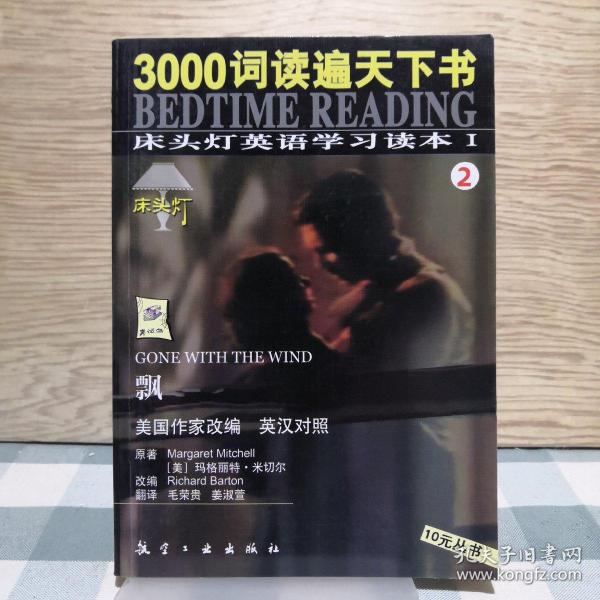 3000词读遍天下书
BEDTIME READING
床头灯英语学习读本 I
2
床头灯
GONE WITH THE WIND
飘
美国作家改编 英汉对照
原著 Margaret Mitchell
[美] 玛格丽特·米切尔
改编 Richard Barton
翻译 毛荣贵 姜淑萱
航空工业出版社
10元丛书
孔夫子旧书网
www.kongfz.com